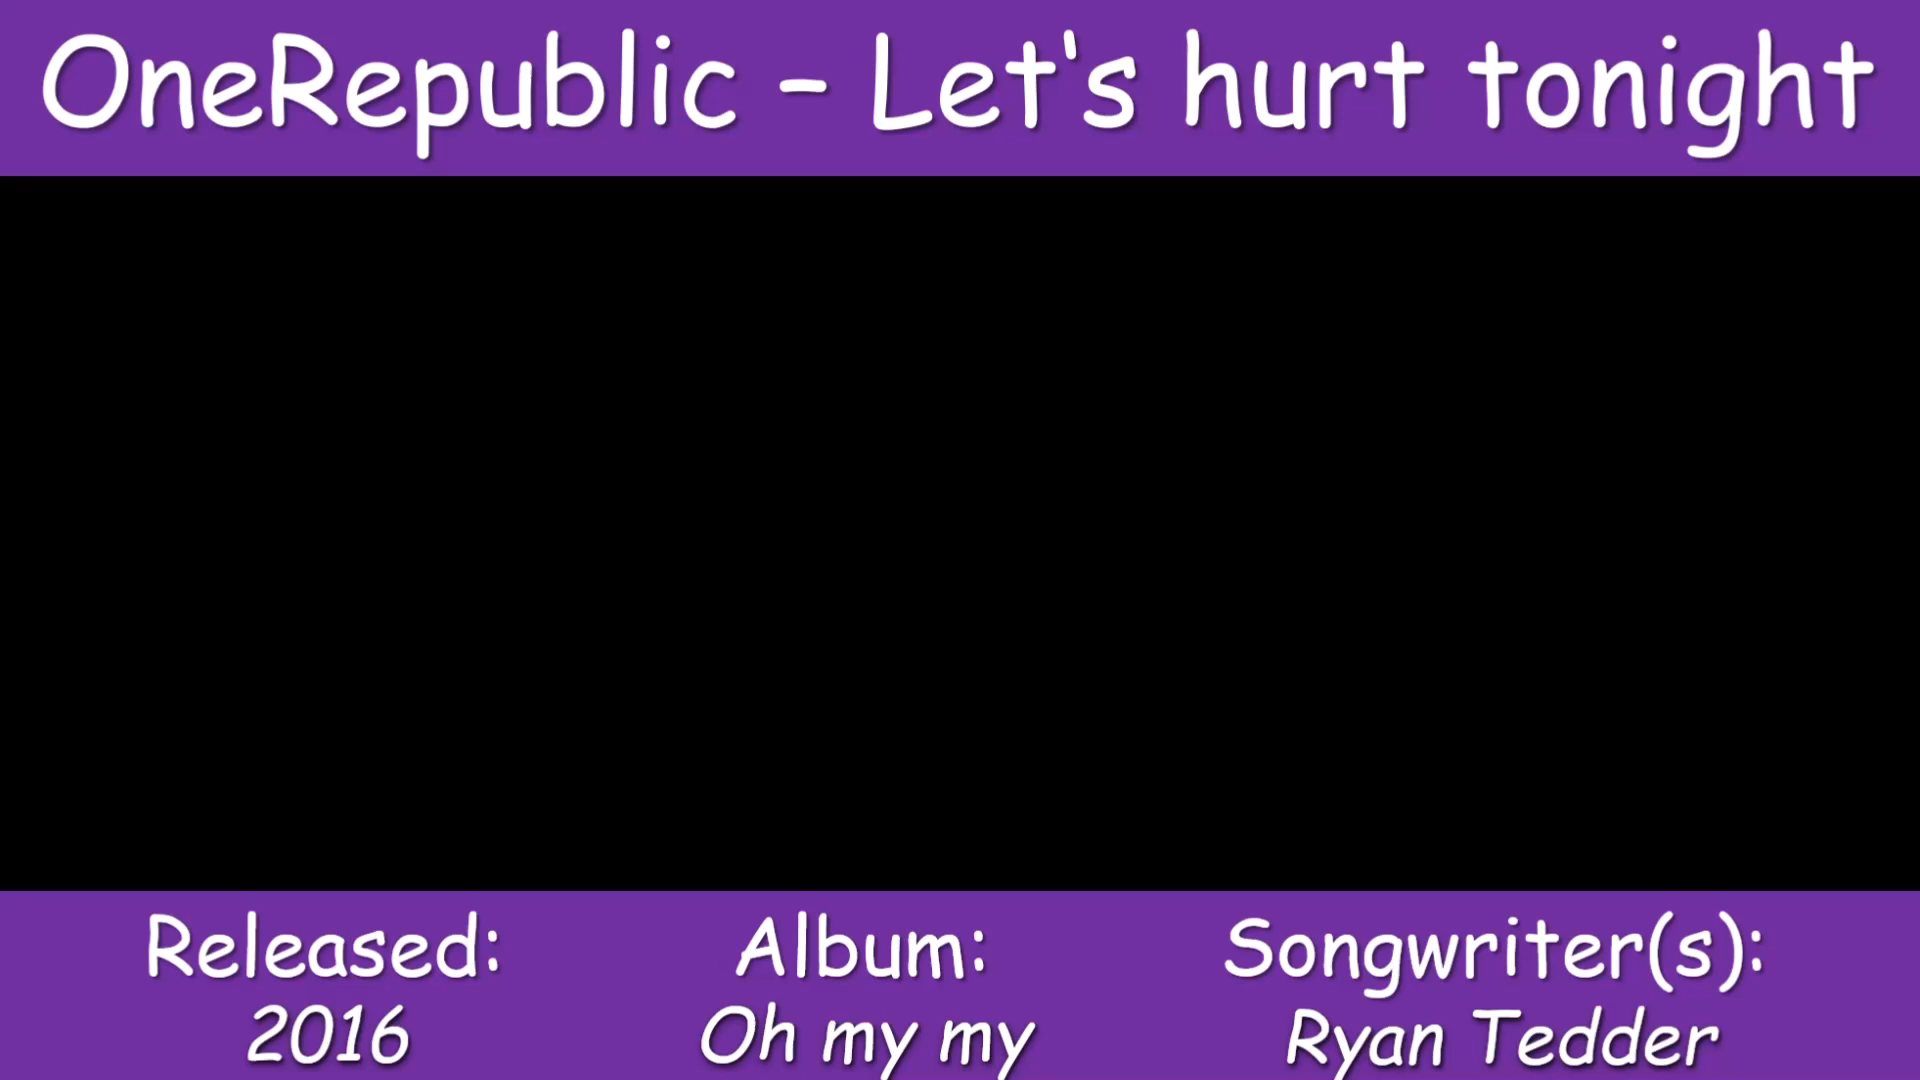 OneRepublic – Let‘s hurt tonight
Released:
2016
Album:
Oh my my
Songwriter(s):
Ryan Tedder